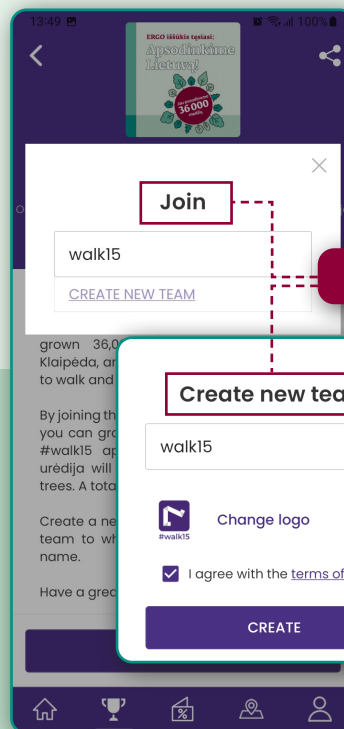 13:49
100%
ERGO iššūkis tęsiasi:
Apsodinkime
Lietuvą!
36 000
Join
walk15
CREATE NEW TEAM
grown 36,0
Klaipėda, an
to walk and
Create new tea
By joining th
you can gro
#walk15 ap
urėdija will
trees. A tota
walk15
Create a ne
team to wh
name.
#walk15
Change logo
I agree with the terms of
Have a grea
CREATE